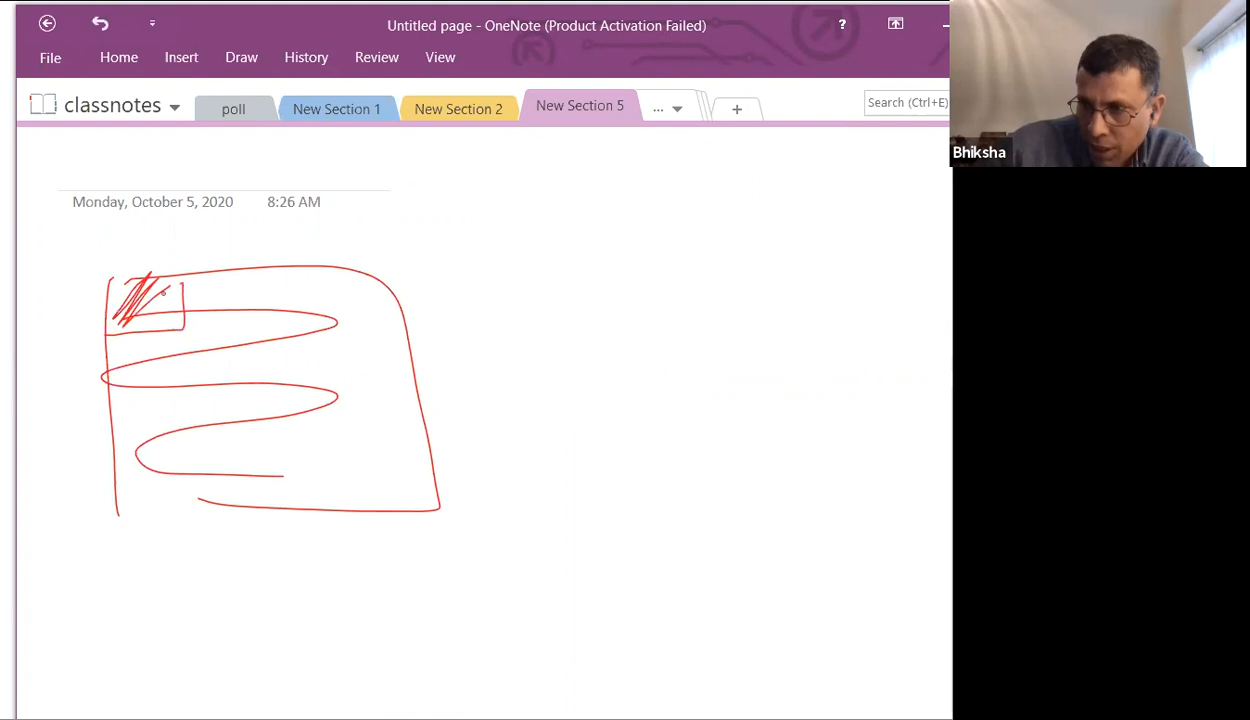 Untitled page - OneNote (Product Activation Failed)
?
File Home Insert Draw History Review View
classnotes poll New Section 1 New Section 2 New Section 5 ... + Search (Ctrl+E)
Bhiksha
Monday, October 5, 2020 8:26 AM